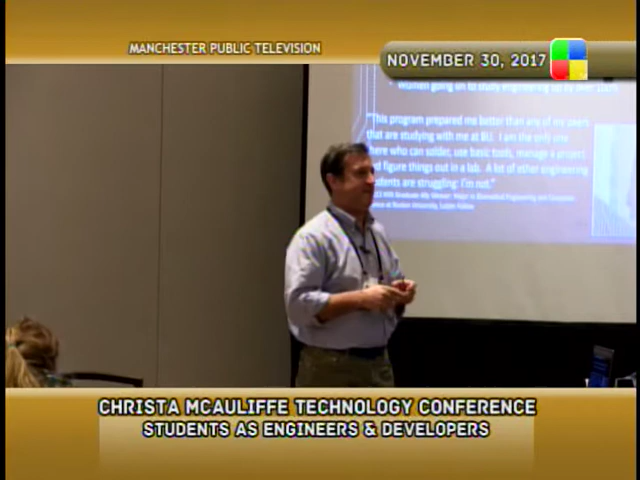 MANCHESTER PUBLIC TELEVISION
NOVEMBER 30, 2017
Women going on to study engineering up by over
"This program prepared me better than any of my peers
that are studying with me at BU. I am the only one
here who can solder, use basic tools, manage a project
and figure things out in a lab. A lot of other engineering
students are struggling: I'm not."
CHRISTA MCAULIFFE TECHNOLOGY CONFERENCE
STUDENTS AS ENGINEERS & DEVELOPERS